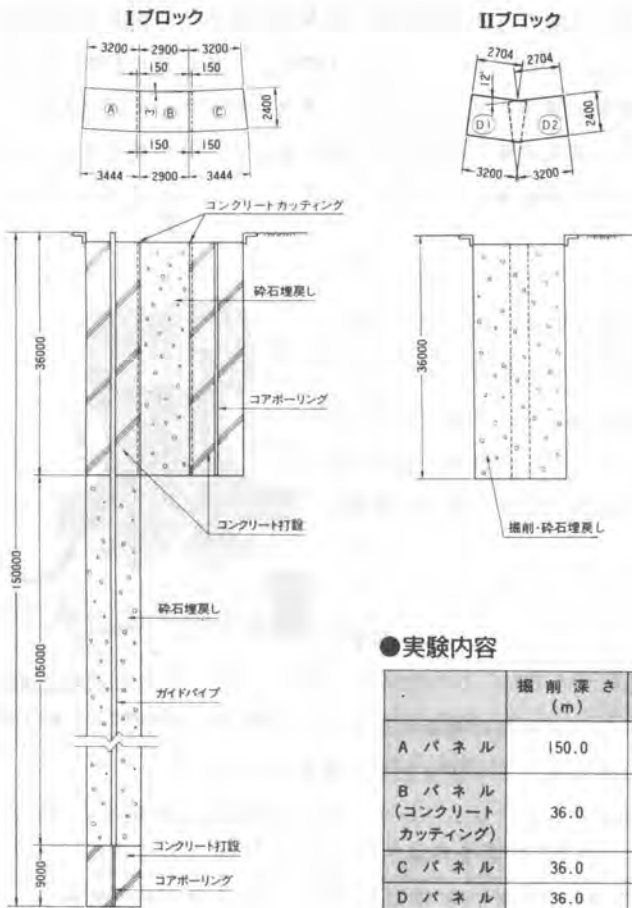 Iブロック
3200 2900 3200
150 150
A 3° B C
2400
150 150
3444 2900 3444
IIブロック
2704 2704
12°
D1 D2
2400
3200 3200
コンクリートカッティング
砕石埋戻し
コアボーリング
コンクリート打設
砕石埋戻し
ガイドパイプ
コンクリート打設
コアボーリング
36000
150000
105000
9000
36000
掘削・砕石埋戻し
●実験内容
掘削深さ
(m)
Aパネル 150.0
Bパネル
(コンクリート
カッティング) 36.0
Cパネル 36.0
Dパネル 36.0